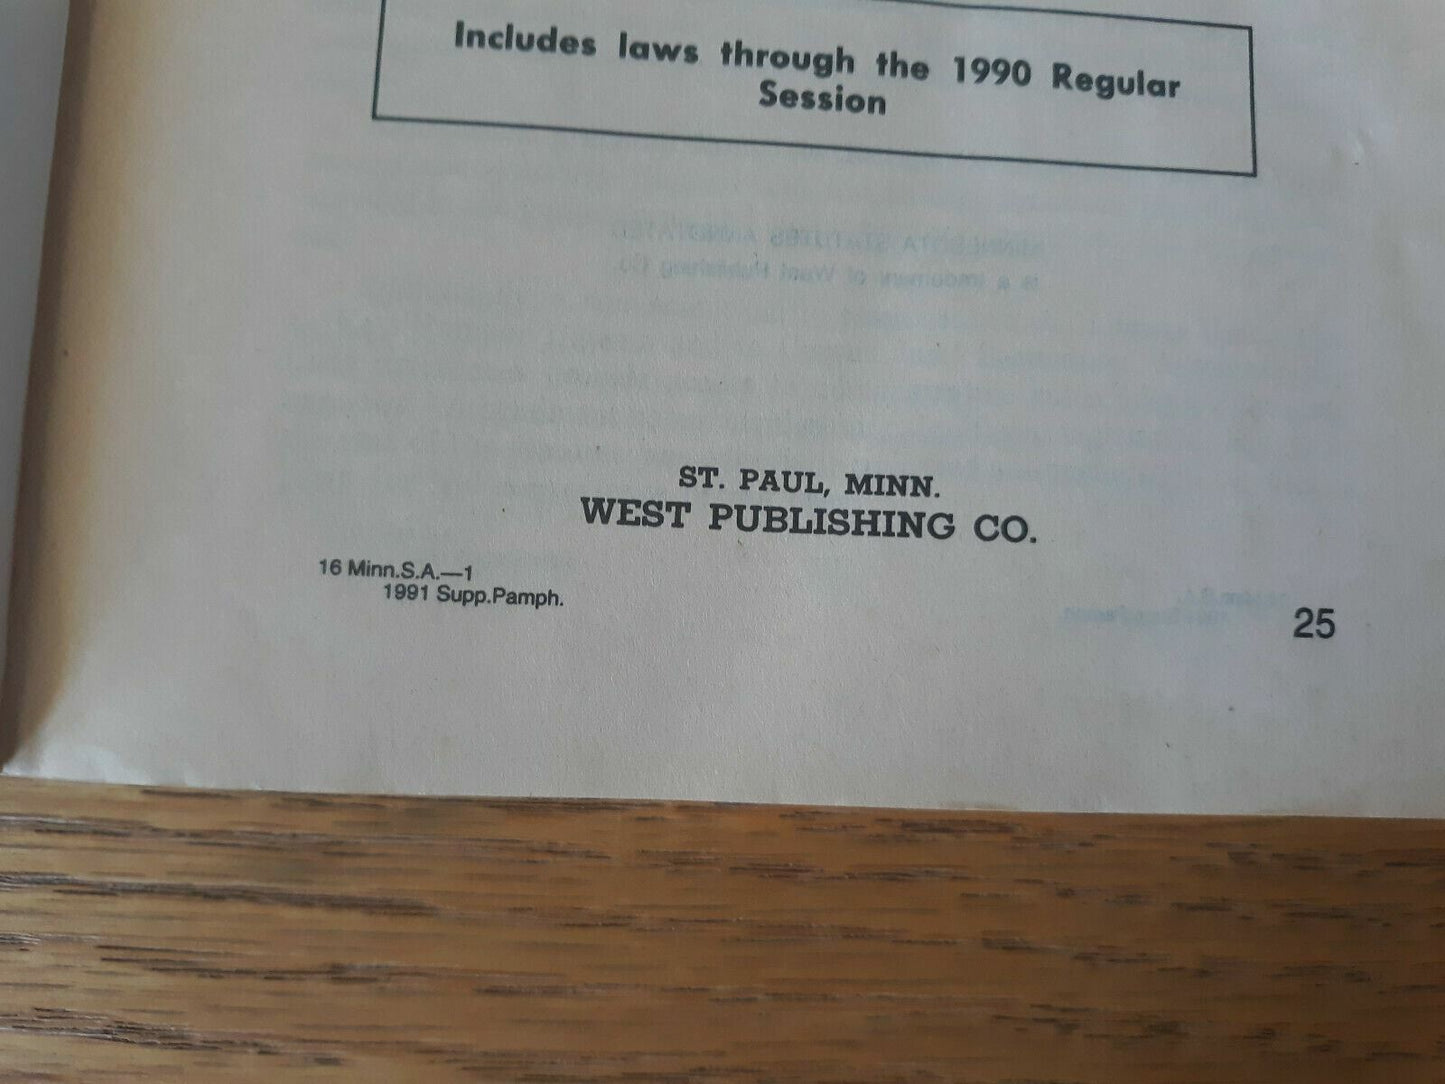 Includes laws through the 1990 Regular
Session
ST. PAUL, MINN.
WEST PUBLISHING CO.
16 Minn.S.A.—1
1991 Supp.Pamph.
25